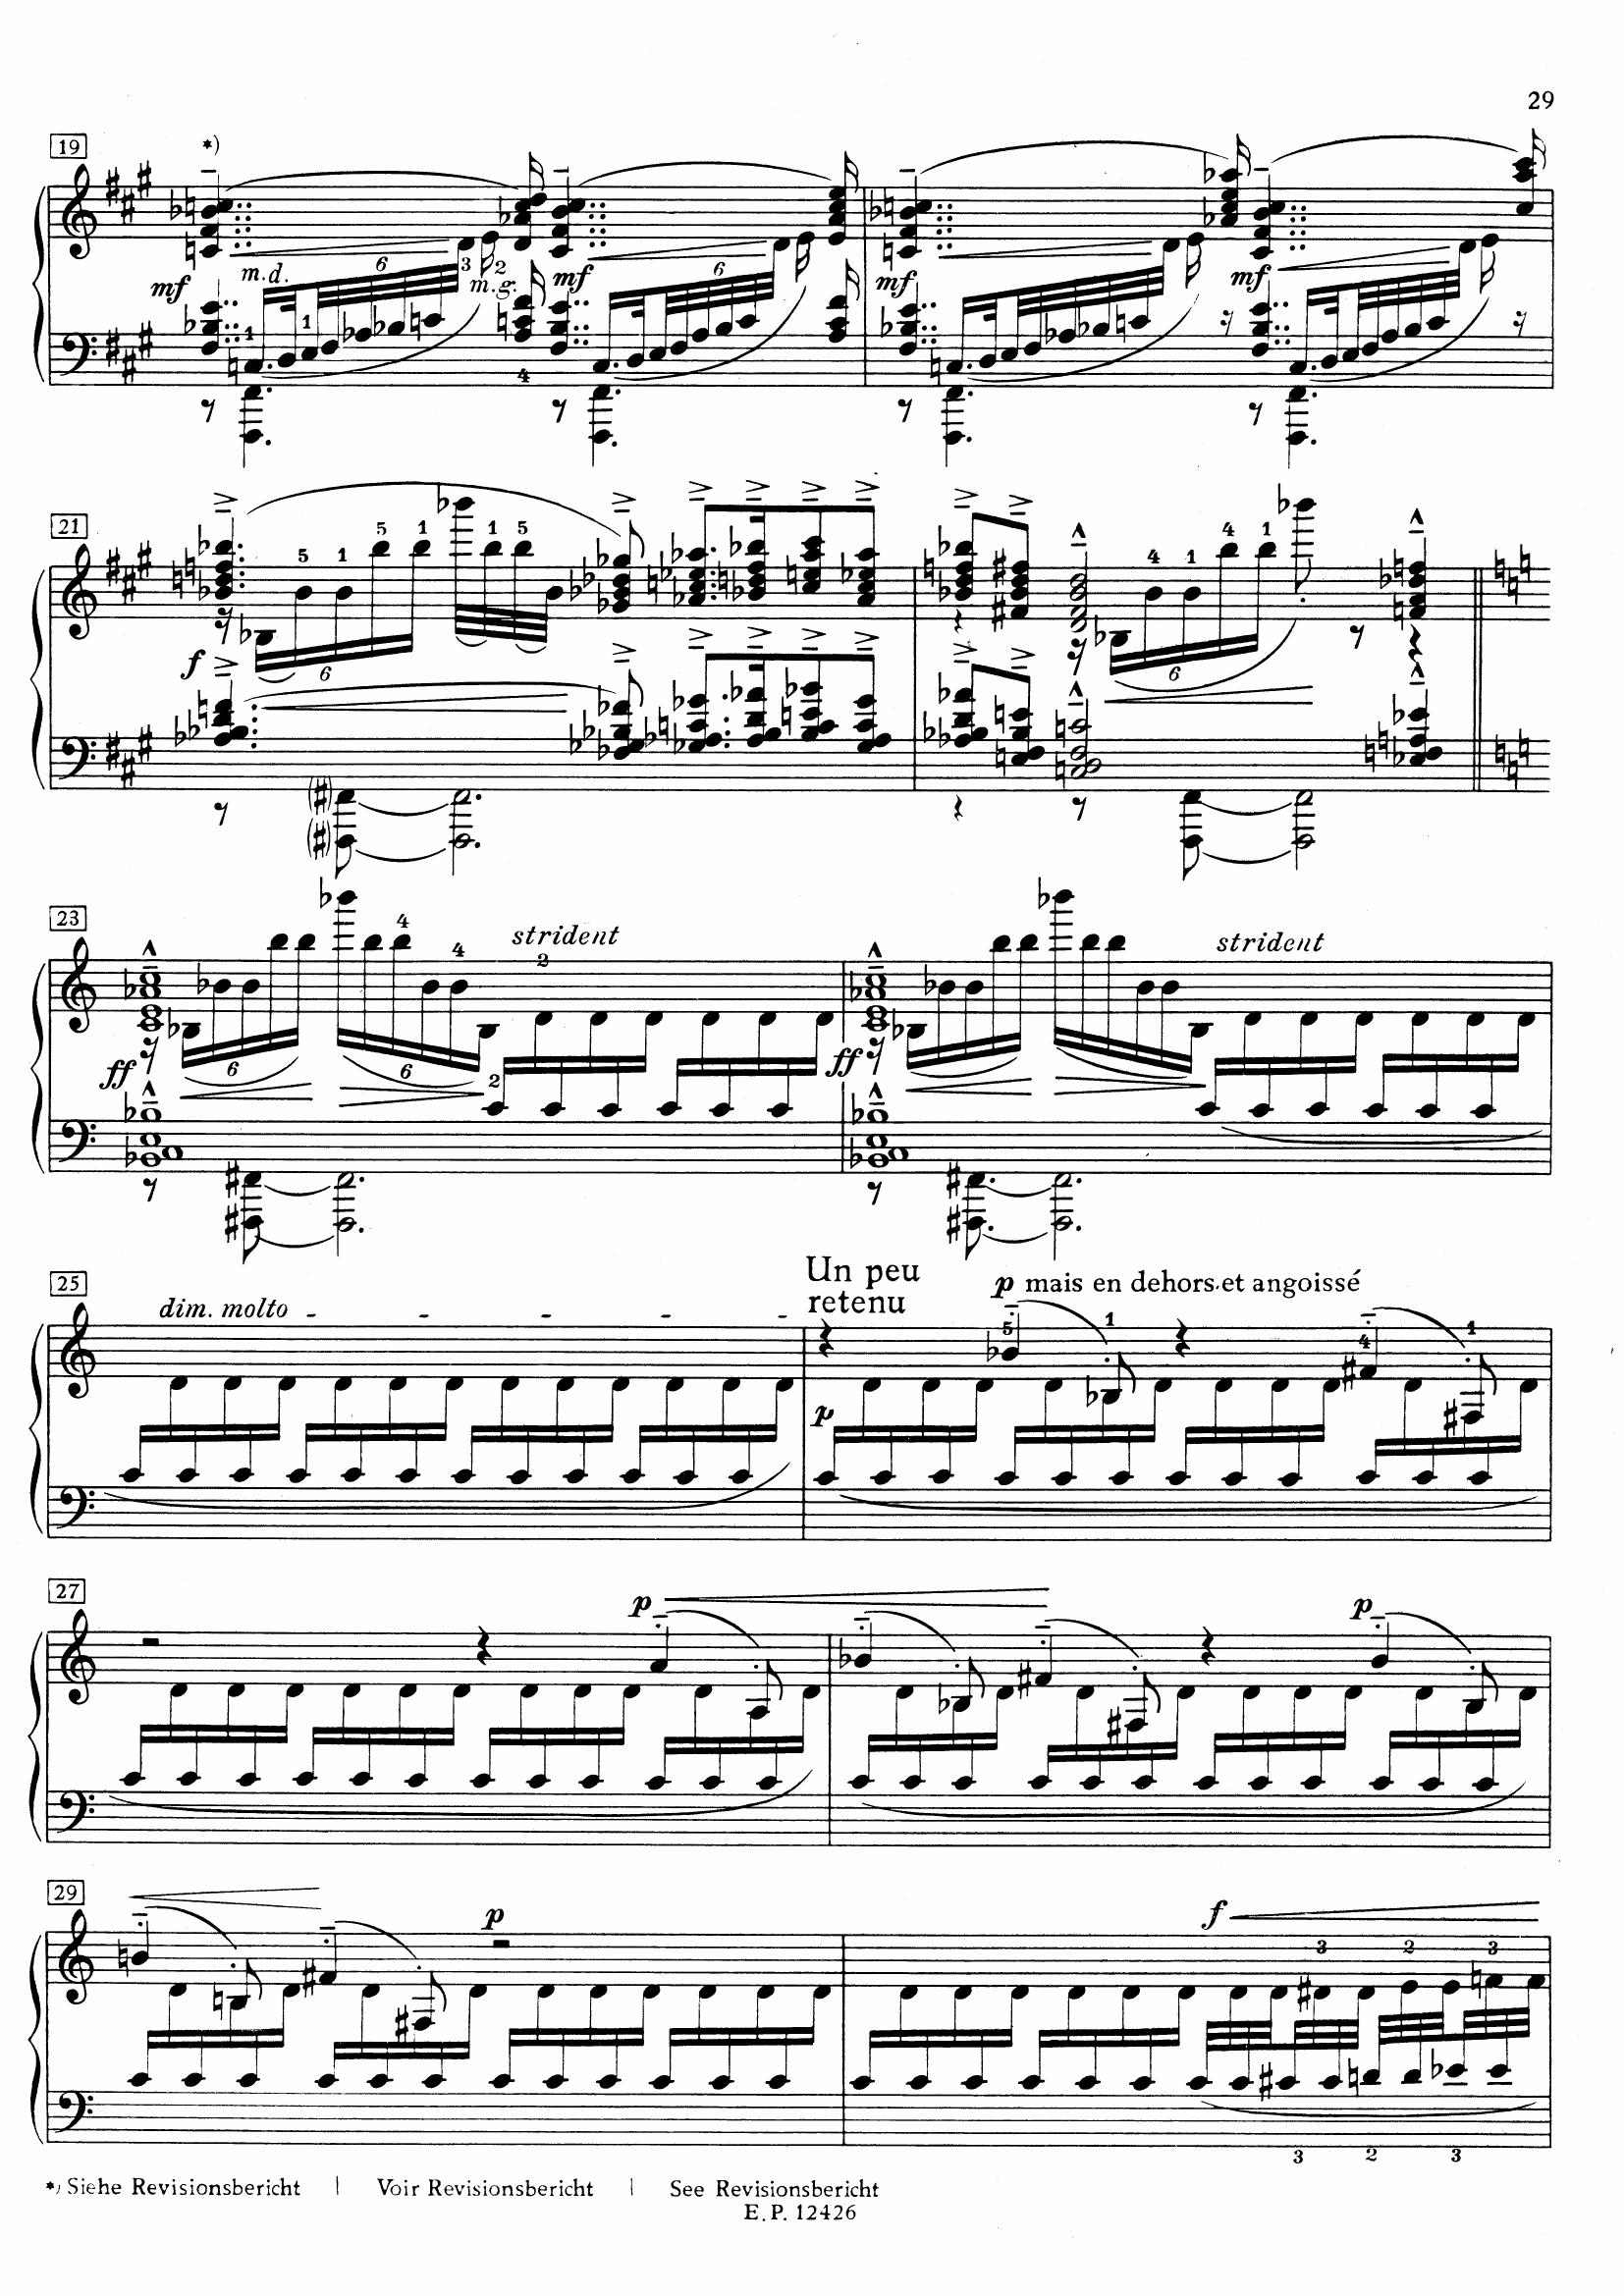 29
19
*)
mf
m.d.
1
1
6
3
2
m.g.
4
mf
6
mf
mf
21
5
1
5
1
1
5
f
6
4
1
4
1
6
23
4
4
strident
2
ff
6
6
2
strident
ff
25
dim. molto - - - - -
Un peu
retenu
p mais en dehors et angoissé
5
1
4
1
p
27
p
p
29
p
f
3
2
3
3
2
3
*) Siehe Revisionsbericht | Voir Revisionsbericht | See Revisionsbericht
E.P. 12426